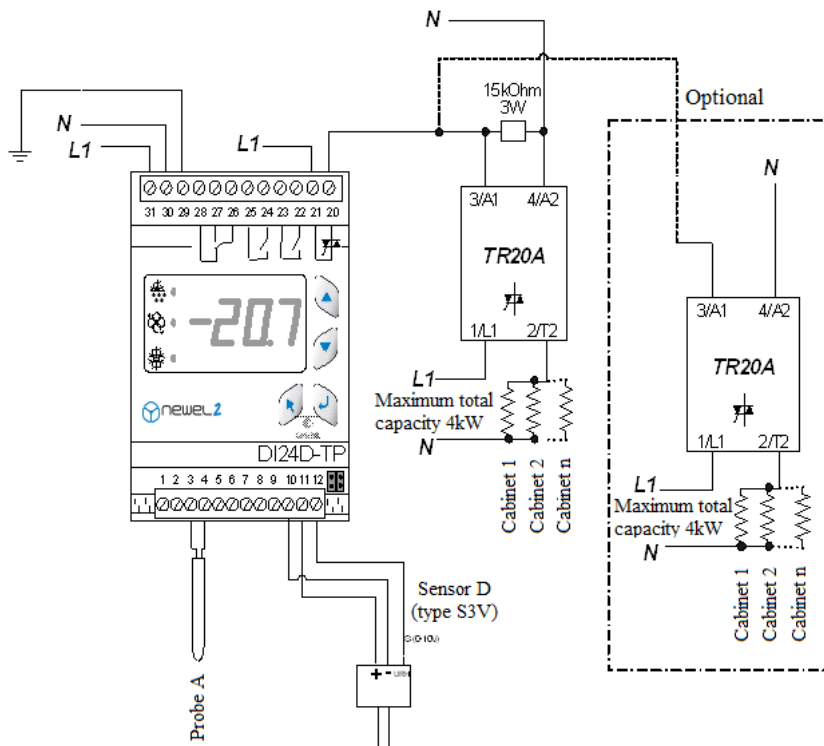 N
15kOhm
3W
Optional
N
L1
L1
N
31 30 29 28 27 26 25 24 23 22 21 20
3/A1 4/A2
TR20A
1/L1 2/T2
3/A1 4/A2
TR20A
1/L1 2/T2
-20.7
newel 2
DI24D-TP
1 2 3 4 5 6 7 8 9 10 11 12
L1
Maximum total
capacity 4kW
N
Cabinet 1
Cabinet 2
Cabinet n
L1
Maximum total
capacity 4kW
N
Cabinet 1
Cabinet 2
Cabinet n
Sensor D
(type S3V)
+ -
Probe A